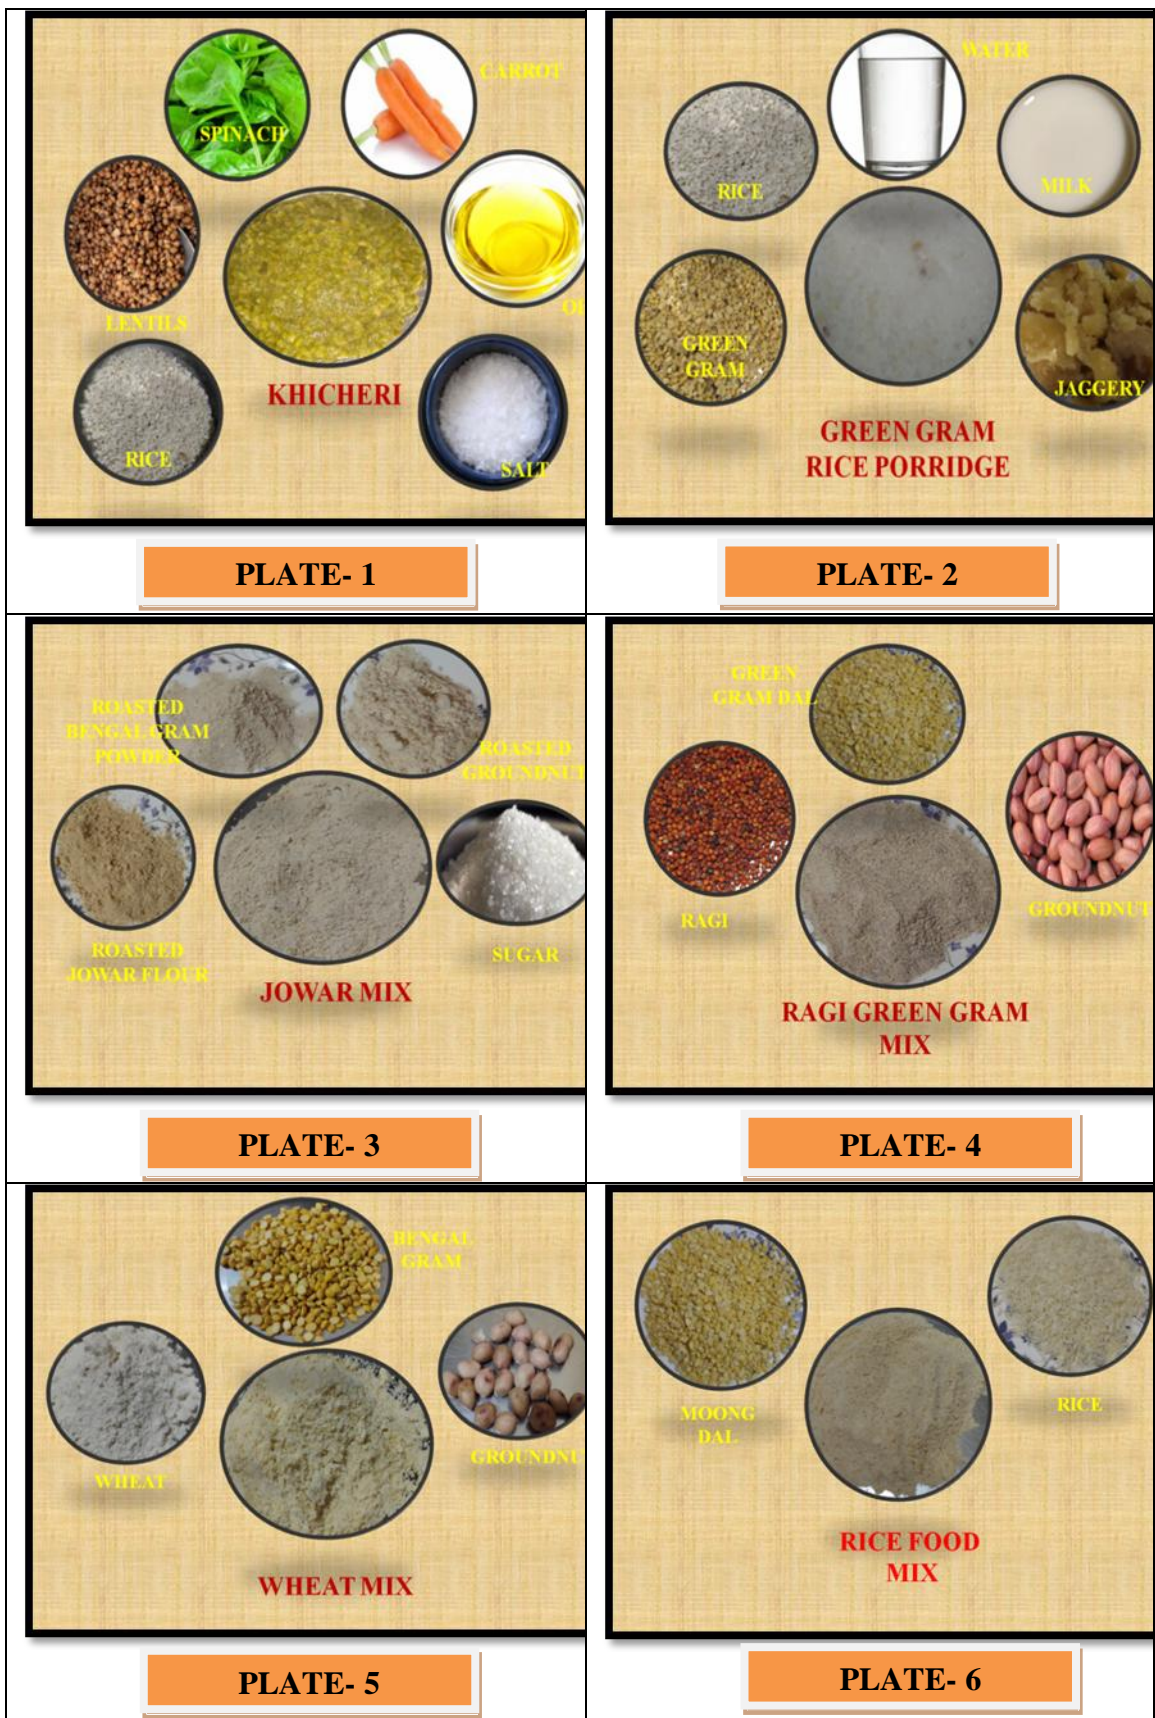 CARROT
SPINACH
LENTILS
KHICHERI
RICE
SALT
PLATE- 1
WATER
RICE
MILK
GREEN
GRAM
JAGGERY
GREEN GRAM
RICE PORRIDGE
PLATE- 2
ROASTED
BENGAL GRAM
POWDER
ROASTED
GROUNDNUT
ROASTED
JOWAR FLOUR
SUGAR
JOWAR MIX
PLATE- 3
GREEN
GRAM DAL
RAGI
GROUNDNUT
RAGI GREEN GRAM
MIX
PLATE- 4
BENGAL
GRAM
WHEAT
GROUNDNU
WHEAT MIX
PLATE- 5
MOONG
DAL
RICE
RICE FOOD
MIX
PLATE- 6